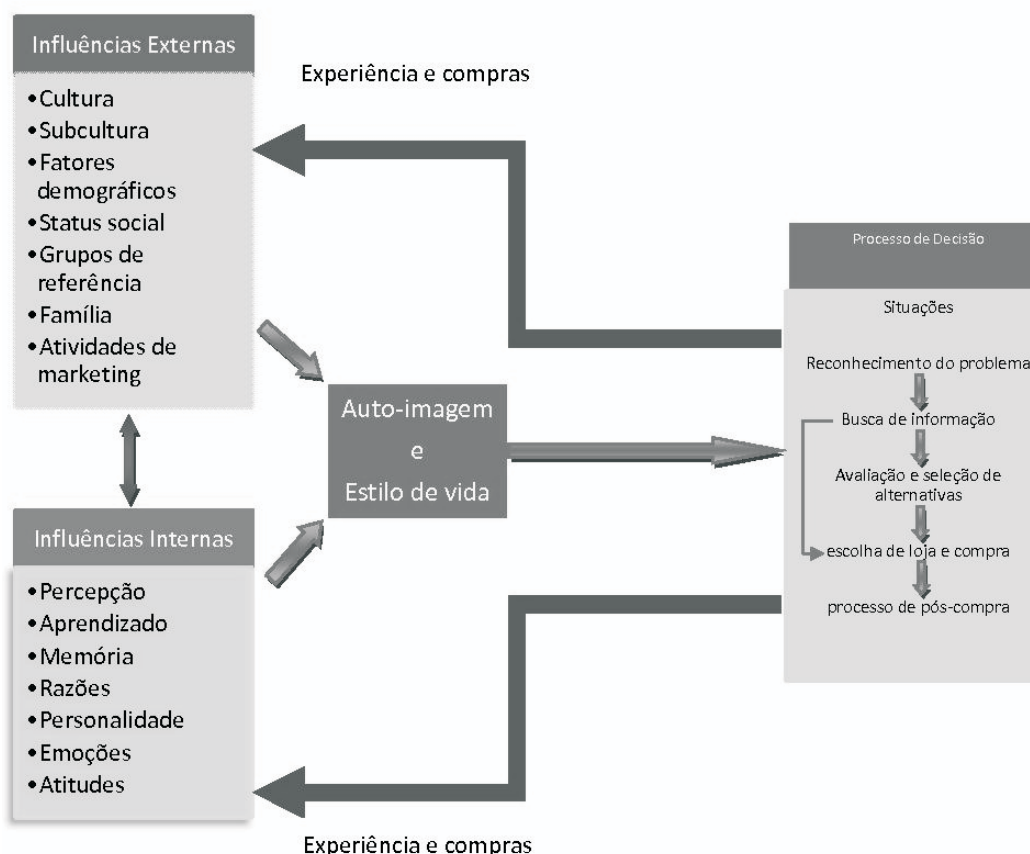 Influências Externas
•Cultura
•Subcultura
•Fatores
demográficos
•Status social
•Grupos de
referência
•Família
•Atividades de
marketing
Experiência e compras
Influências Internas
•Percepção
•Aprendizado
•Memória
•Razões
•Personalidade
•Emoções
•Atitudes
Experiência e compras
Auto-imagem
e
Estilo de vida
Processo de Decisão
Situações
Reconhecimento do problema
Busca de informação
Avaliação e seleção de
alternativas
escolha de loja e compra
processo de pós-compra